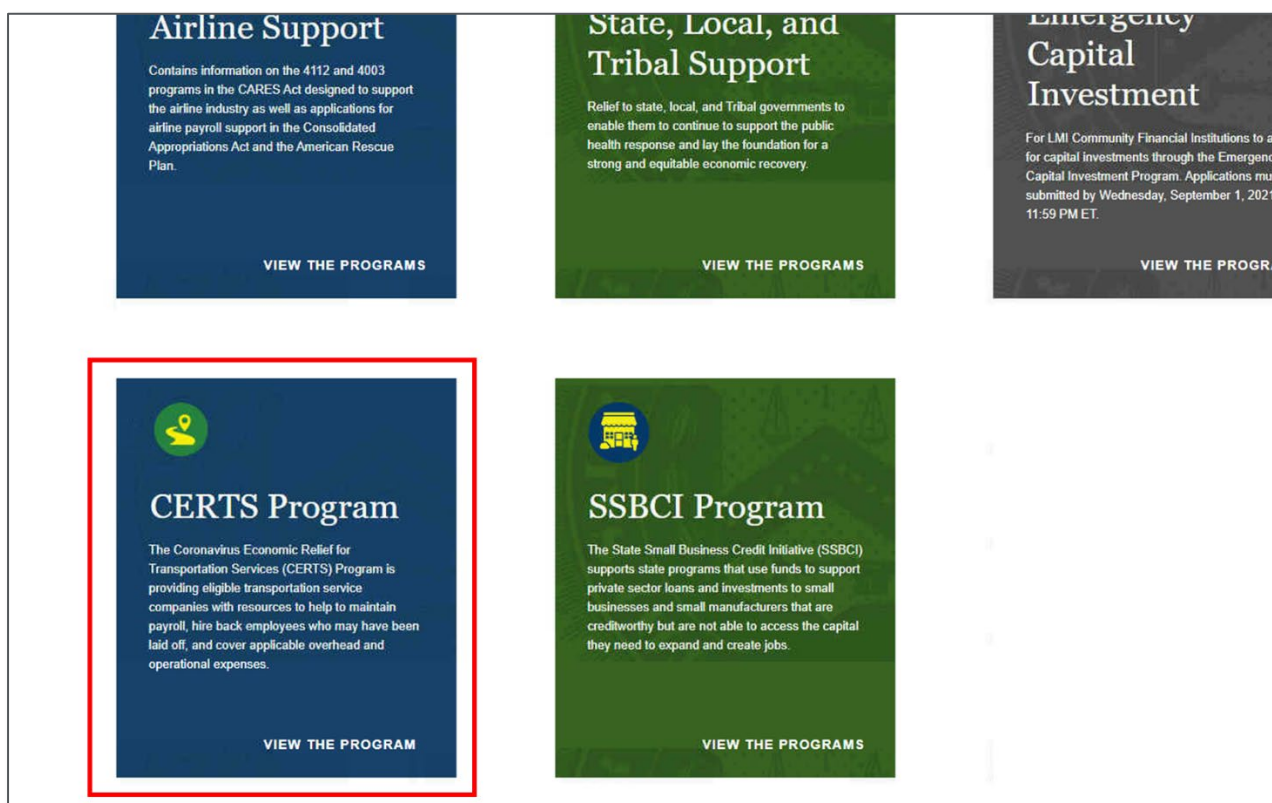 Airline Support
Contains information on the 4112 and 4003
programs in the CARES Act designed to support
the airline industry as well as applications for
airline payroll support in the Consolidated
Appropriations Act and the American Rescue
Plan.
VIEW THE PROGRAMS
State, Local, and
Tribal Support
Relief to state, local, and Tribal governments to
enable them to continue to support the public
health response and lay the foundation for a
strong and equitable economic recovery.
VIEW THE PROGRAMS
Emergency
Capital
Investment
For LMI Community Financial Institutions to a
for capital investments through the Emergenc
Capital Investment Program. Applications mu
submitted by Wednesday, September 1, 2021
11:59 PM ET.
VIEW THE PROGRA
CERTS Program
The Coronavirus Economic Relief for
Transportation Services (CERTS) Program is
providing eligible transportation service
companies with resources to help to maintain
payroll, hire back employees who may have been
laid off, and cover applicable overhead and
operational expenses.
VIEW THE PROGRAM
SSBCI Program
The State Small Business Credit Initiative (SSBCI)
supports state programs that use funds to support
private sector loans and investments to small
businesses and small manufacturers that are
creditworthy but are not able to access the capital
they need to expand and create jobs.
VIEW THE PROGRAMS